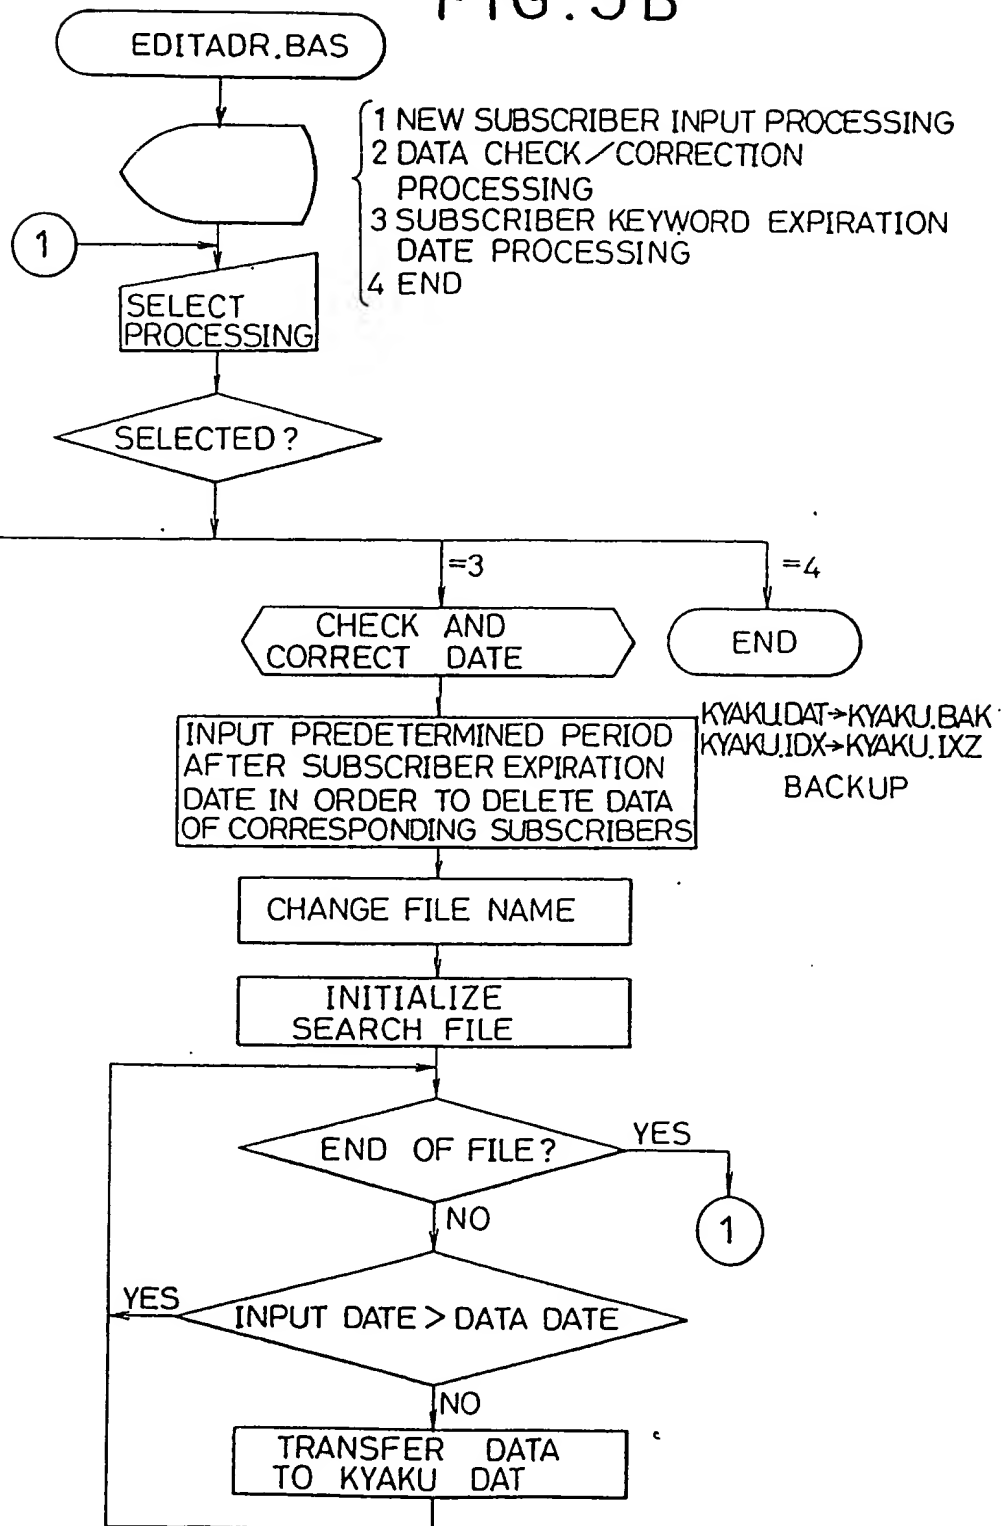 FIG. 5B
EDITADR.BAS
1 NEW SUBSCRIBER INPUT PROCESSING
2 DATA CHECK/CORRECTION
PROCESSING
3 SUBSCRIBER KEYWORD EXPIRATION
DATE PROCESSING
4 END
1
SELECT
PROCESSING
SELECTED?
=3
=4
CHECK AND
CORRECT DATE
END
INPUT PREDETERMINED PERIOD
AFTER SUBSCRIBER EXPIRATION
DATE IN ORDER TO DELETE DATA
OF CORRESPONDING SUBSCRIBERS
KYAKU.DAT→KYAKU.BAK
KYAKU.IDX→KYAKU.IXZ
BACKUP
CHANGE FILE NAME
INITIALIZE
SEARCH FILE
END OF FILE?
YES
1
NO
YES
INPUT DATE > DATA DATE
NO
TRANSFER DATA
TO KYAKU DAT